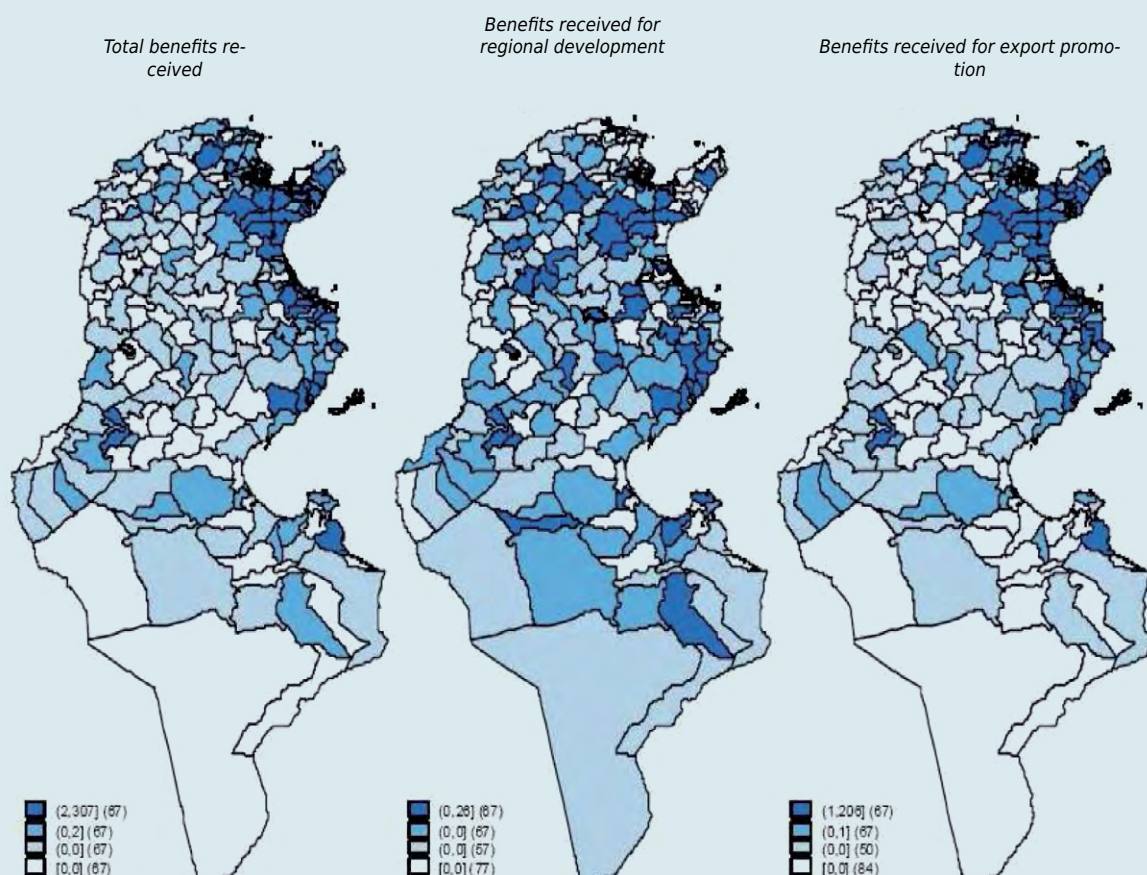 Total benefits re-
ceived
Benefits received for
regional development
Benefits received for export promo-
tion
(2,307] (67)
(0,2] (67)
(0,0] (67)
[0,0] (67)
(0,26] (67)
(0,0] (67)
(0,0] (57)
[0,0] (77)
(1,206] (67)
(0,1] (67)
(0,0] (50)
[0,0] (84)